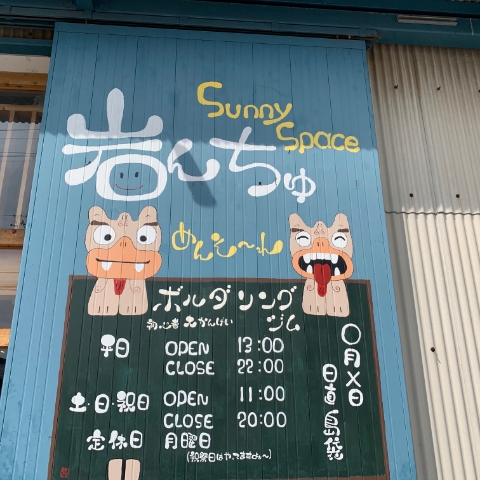 Sunny
Space
岩んちゅ
めんそ〜れ
ボルダリング
ジム
初心者大かんげい
平日 OPEN 13:00
CLOSE 22:00
土・日・祝日 OPEN 11:00
CLOSE 20:00
定休日 月曜日
〇月×日
日直